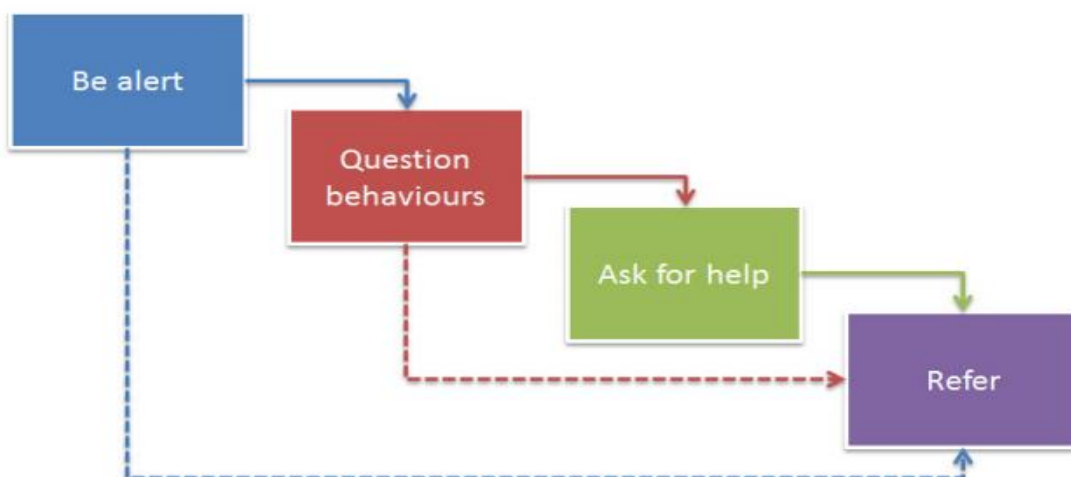 Be alert
Question
behaviours
Ask for help
Refer